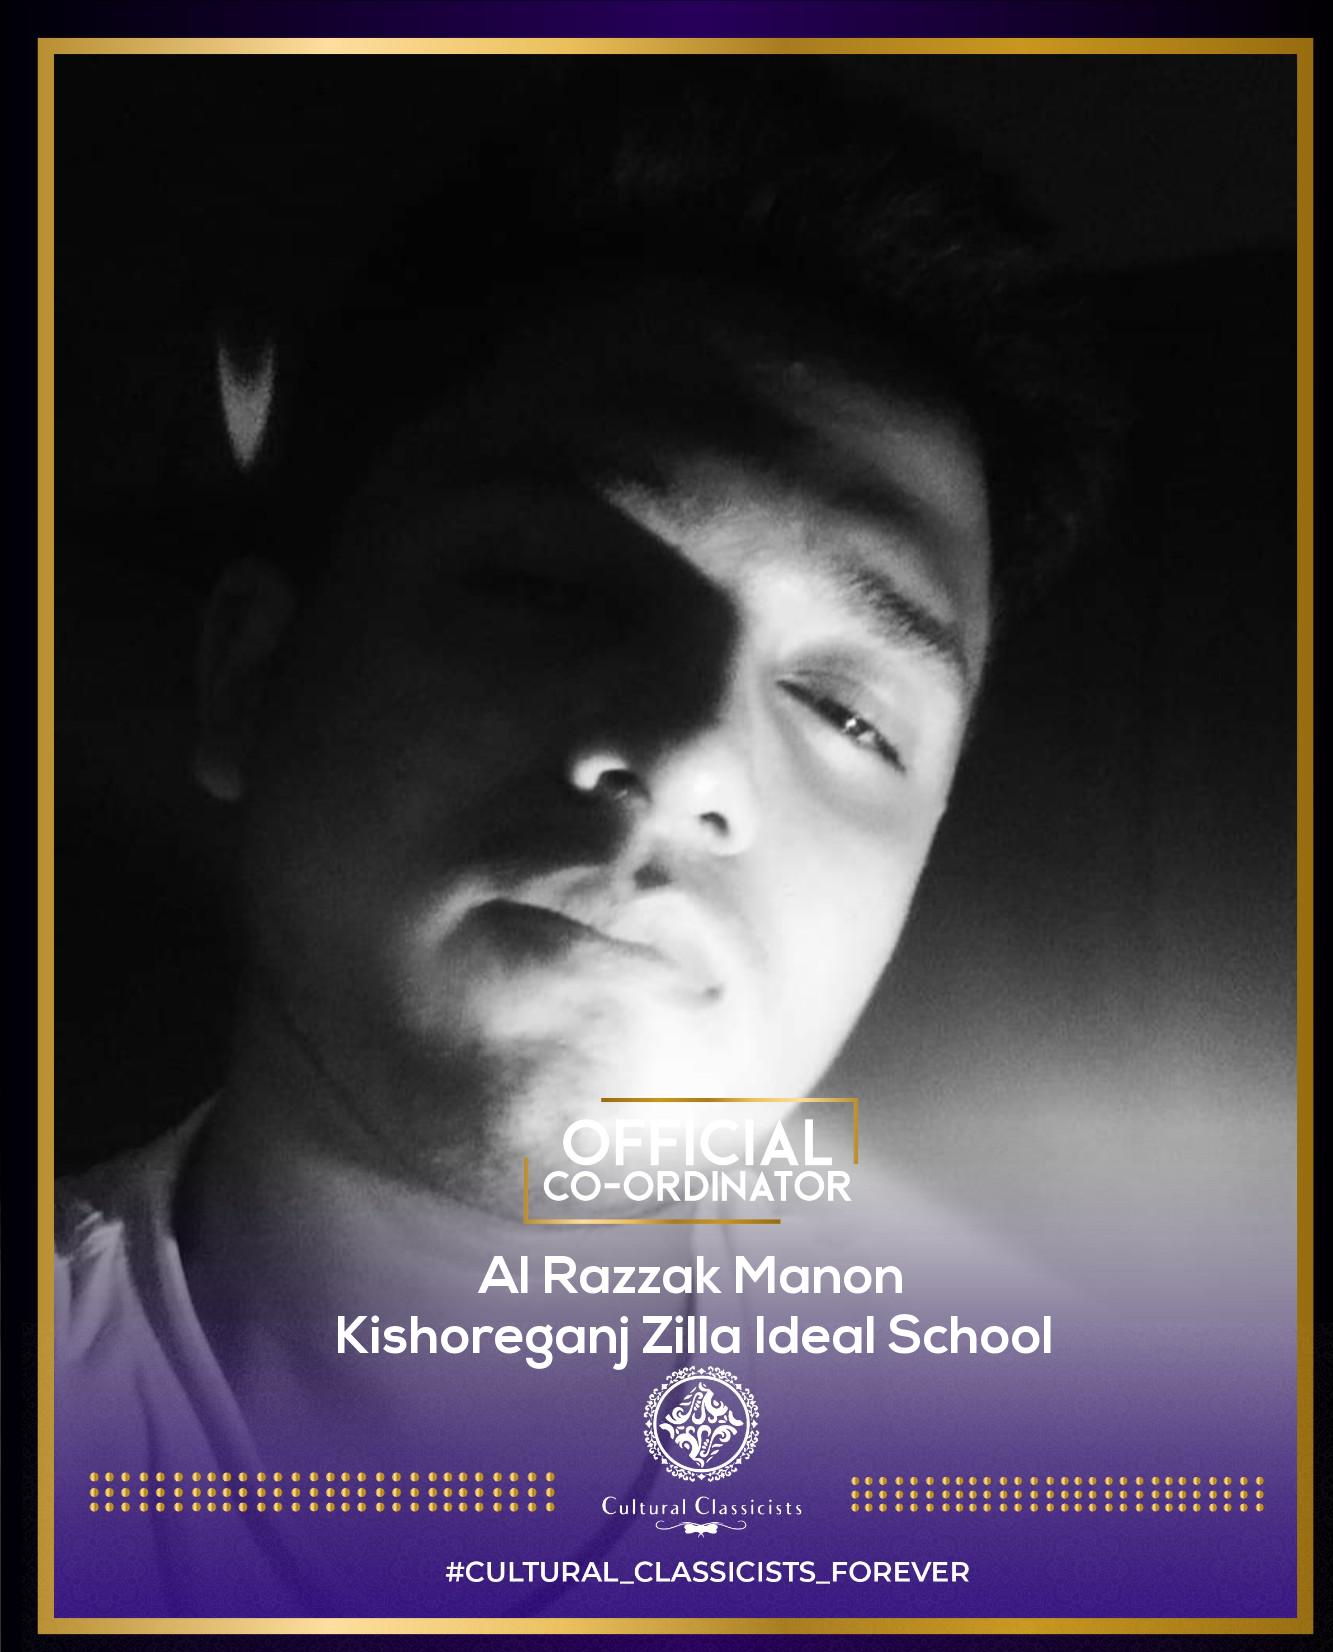 OFFICIAL
CO-ORDINATOR
Al Razzak Manon
Kishoreganj Zilla Ideal School
Cultural Classicists
#CULTURAL_CLASSICISTS_FOREVER